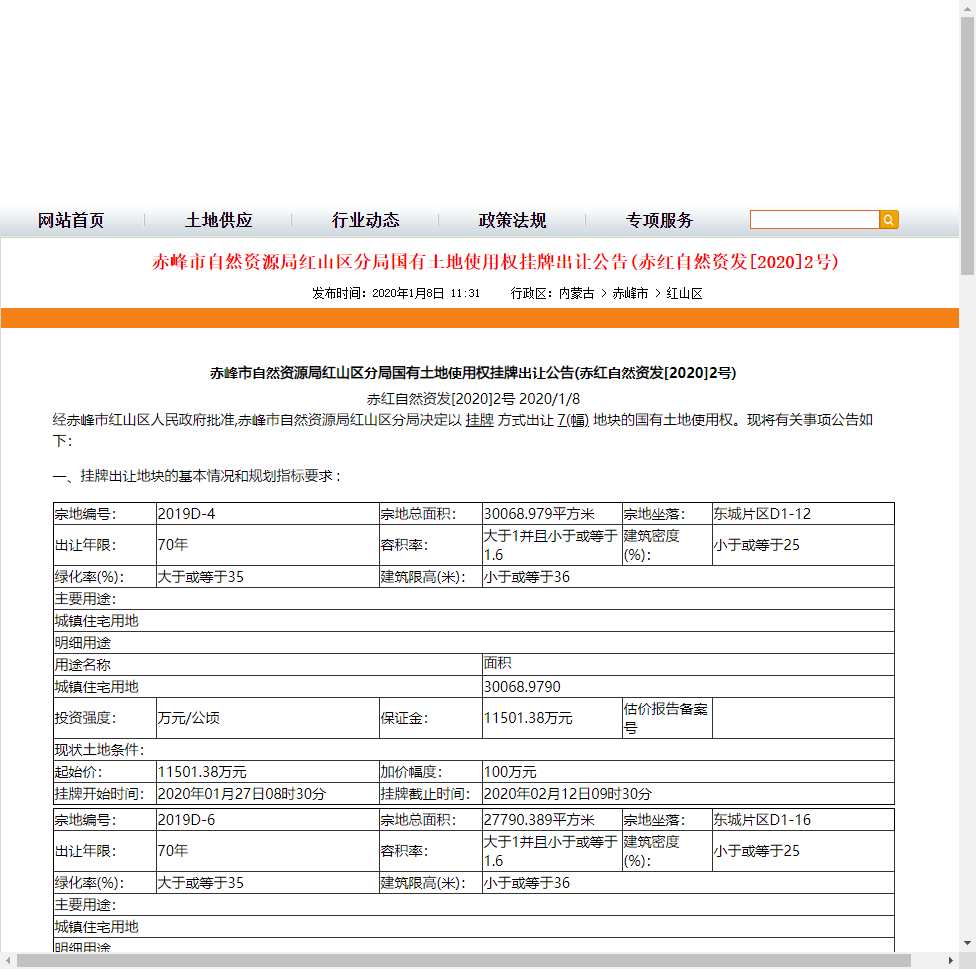 网站首页 土地供应 行业动态 政策法规 专项服务
赤峰市自然资源局红山区分局国有土地使用权挂牌出让公告(赤红自然资发[2020]2号)
发布时间：2020年1月8日 11:31 行政区：内蒙古 > 赤峰市 > 红山区
赤峰市自然资源局红山区分局国有土地使用权挂牌出让公告(赤红自然资发[2020]2号)
赤红自然资发[2020]2号 2020/1/8
经赤峰市红山区人民政府批准,赤峰市自然资源局红山区分局决定以 挂牌 方式出让 7(幅) 地块的国有土地使用权。现将有关事项公告如
下：
一、挂牌出让地块的基本情况和规划指标要求：
宗地编号： 2019D-4 宗地总面积： 30068.979平方米 宗地坐落： 东城片区D1-12
出让年限： 70年 容积率： 大于1并且小于或等于1.6 建筑密度(%)： 小于或等于25
绿化率(%)： 大于或等于35 建筑限高(米)： 小于或等于36
主要用途：
城镇住宅用地
明细用途
用途名称 面积
城镇住宅用地 30068.9790
投资强度： 万元/公顷 保证金： 11501.38万元 估价报告备案号
现状土地条件：
起始价： 11501.38万元 加价幅度： 100万元
挂牌开始时间： 2020年01月27日08时30分 挂牌截止时间： 2020年02月12日09时30分
宗地编号： 2019D-6 宗地总面积： 27790.389平方米 宗地坐落： 东城片区D1-16
出让年限： 70年 容积率： 大于1并且小于或等于1.6 建筑密度(%)： 小于或等于25
绿化率(%)： 大于或等于35 建筑限高(米)： 小于或等于36
主要用途：
城镇住宅用地
明细用途